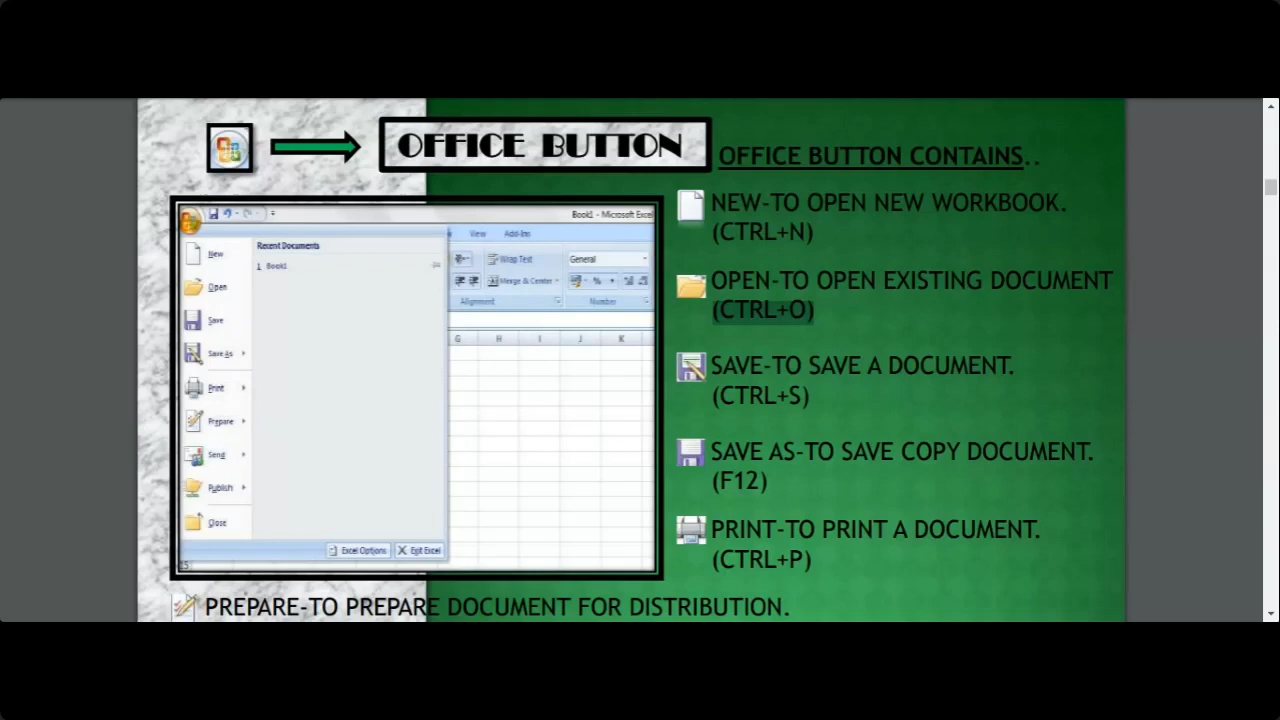 OFFICE BUTTON
OFFICE BUTTON CONTAINS..
NEW-TO OPEN NEW WORKBOOK.
(CTRL+N)
OPEN-TO OPEN EXISTING DOCUMENT
(CTRL+O)
SAVE-TO SAVE A DOCUMENT.
(CTRL+S)
SAVE AS-TO SAVE COPY DOCUMENT.
(F12)
PRINT-TO PRINT A DOCUMENT.
(CTRL+P)
Book1 - Microsoft Excel
View Add-Ins
New
Recent Documents
1 Book1
Open
Save
Save As
Print
Prepare
Send
Publish
Close
Excel Options
Exit Excel
Wrap Text
General
Merge & Center
%
Alignment
Number
G H I J K
15
PREPARE-TO PREPARE DOCUMENT FOR DISTRIBUTION.